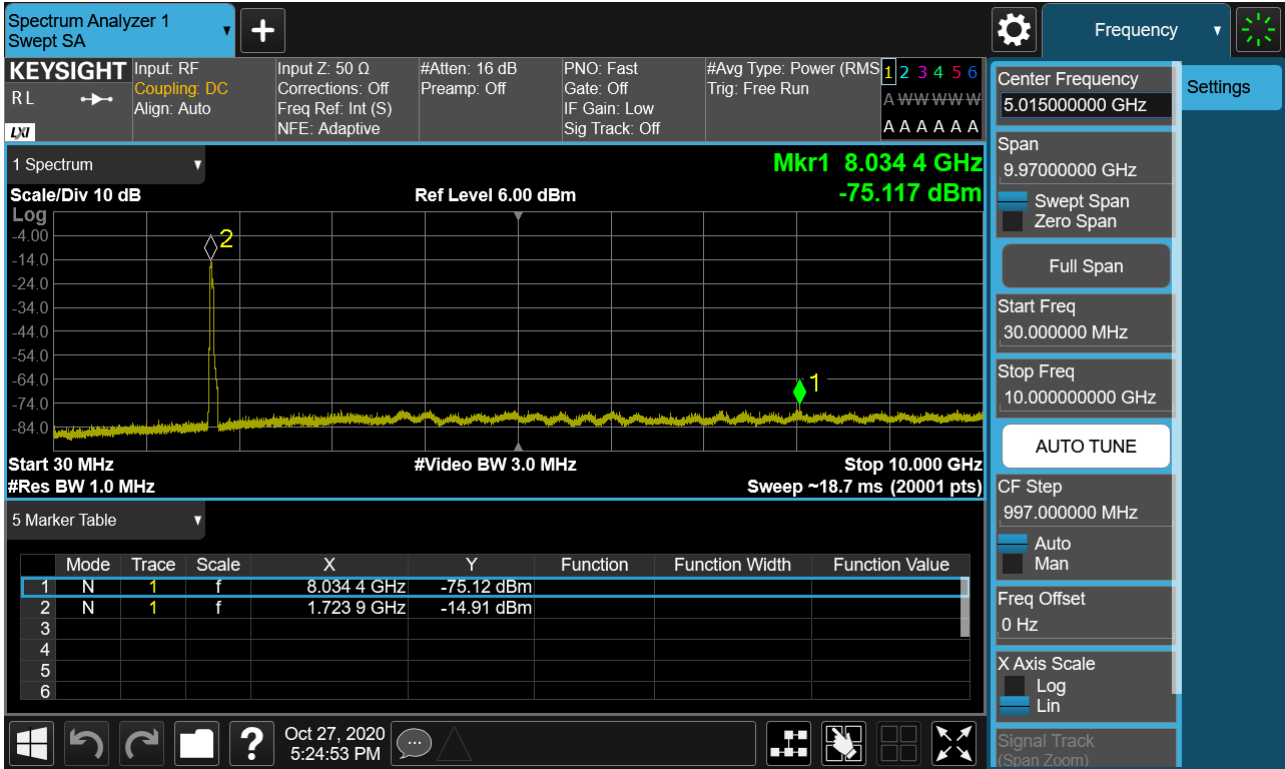 Spectrum Analyzer 1
Swept SA
Frequency
KEYSIGHT
R L
LXI
Input: RF
Coupling: DC
Align: Auto
Input Z: 50 Ω
Corrections: Off
Freq Ref: Int (S)
NFE: Adaptive
#Atten: 16 dB
Preamp: Off
PNO: Fast
Gate: Off
IF Gain: Low
Sig Track: Off
#Avg Type: Power (RMS
Trig: Free Run
1 2 3 4 5 6
A W W W W W
A A A A A A
1 Spectrum
Mkr1 8.034 4 GHz
-75.117 dBm
Scale/Div 10 dB
Ref Level 6.00 dBm
Log
-4.00
-14.0
-24.0
-34.0
-44.0
-54.0
-64.0
-74.0
-84.0
2
1
Start 30 MHz
#Video BW 3.0 MHz
Stop 10.000 GHz
#Res BW 1.0 MHz
Sweep ~18.7 ms (20001 pts)
5 Marker Table
Mode Trace Scale X Y Function Function Width Function Value
1 N 1 f 8.034 4 GHz -75.12 dBm
2 N 1 f 1.723 9 GHz -14.91 dBm
3
4
5
6
Oct 27, 2020
5:24:53 PM
Center Frequency
5.015000000 GHz
Settings
Span
9.97000000 GHz
Swept Span
Zero Span
Full Span
Start Freq
30.000000 MHz
Stop Freq
10.000000000 GHz
AUTO TUNE
CF Step
997.000000 MHz
Auto
Man
Freq Offset
0 Hz
X Axis Scale
Log
Lin
Signal Track
(Span Zoom)